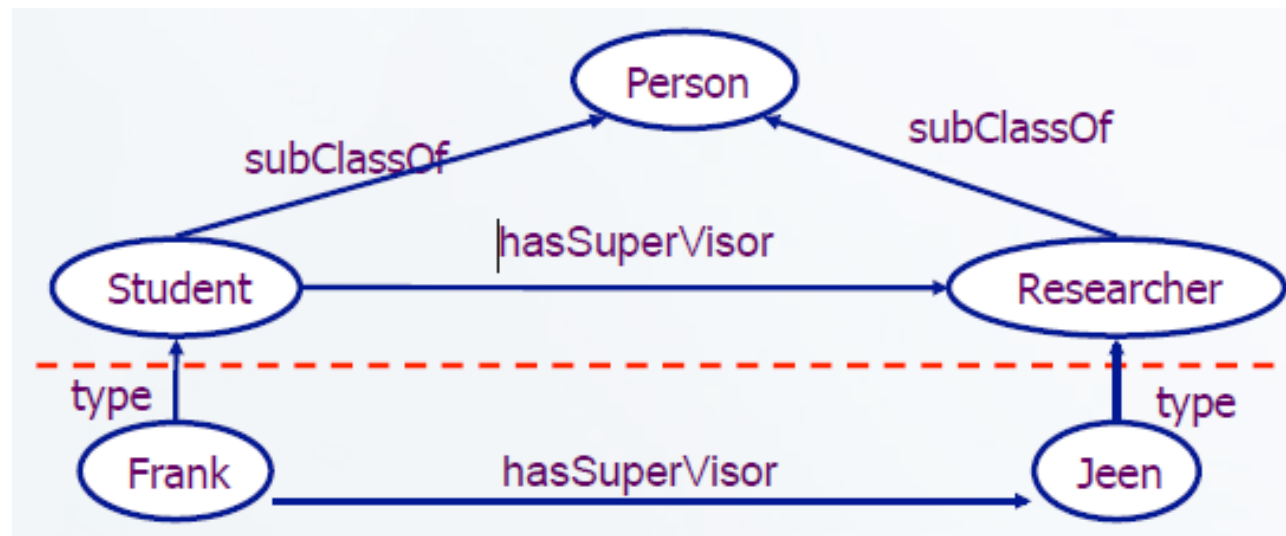 Person
subClassOf
subClassOf
hasSuperVisor
Student
Researcher
type
type
Frank
hasSuperVisor
Jeen